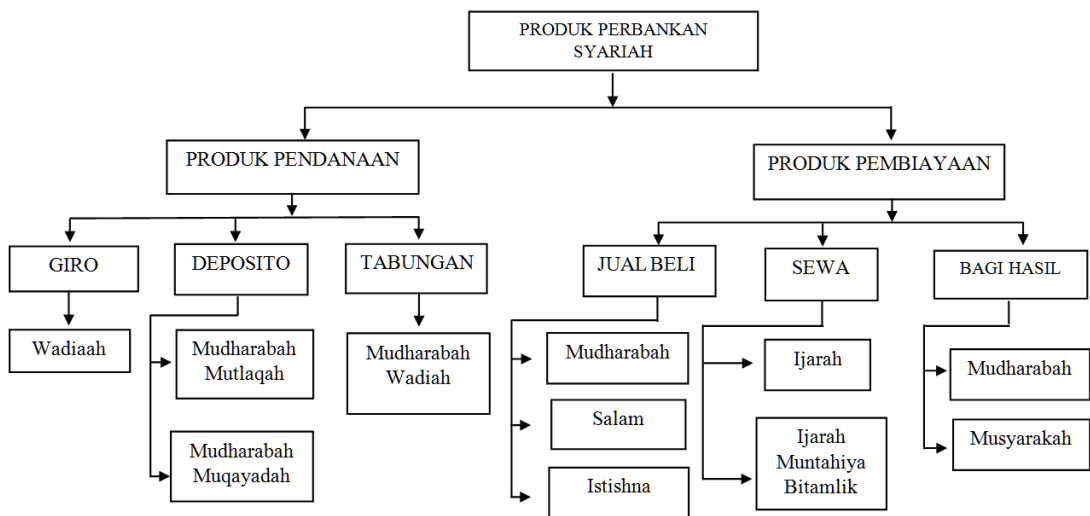 PRODUK PERBANKAN
SYARIAH
PRODUK PENDANAAN
PRODUK PEMBIAYAAN
GIRO
DEPOSITO
TABUNGAN
JUAL BELI
SEWA
BAGI HASIL
Wadiaah
Mudharabah
Mutlaqah
Mudharabah
Muqayadah
Mudharabah
Wadiah
Mudharabah
Salam
Istishna
Ijarah
Ijarah
Muntahiya
Bitamlik
Mudharabah
Musyarakah